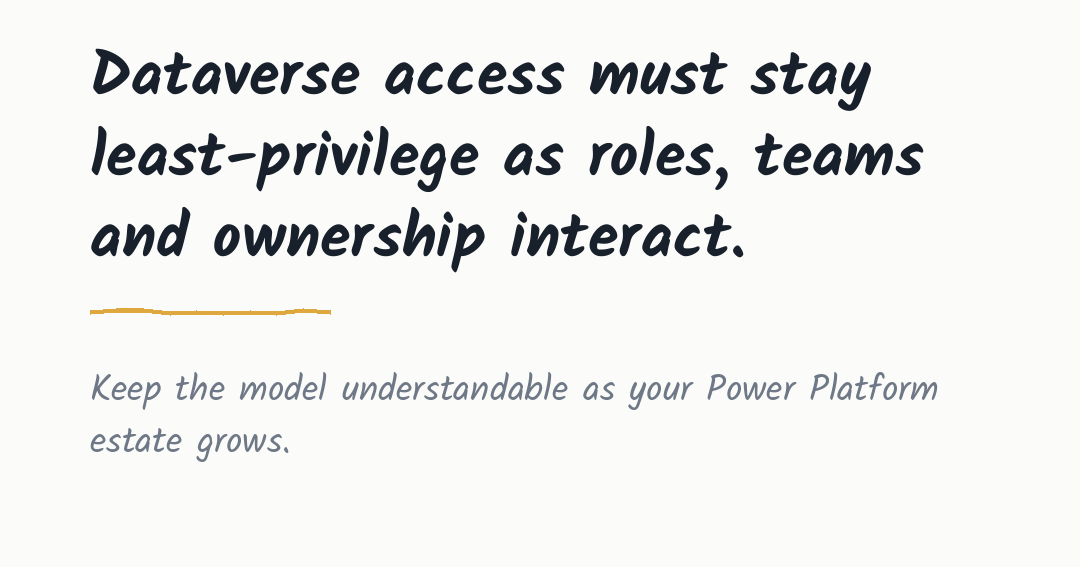 Dataverse access must stay
least-privilege as roles, teams
and ownership interact.
Keep the model understandable as your Power Platform
estate grows.